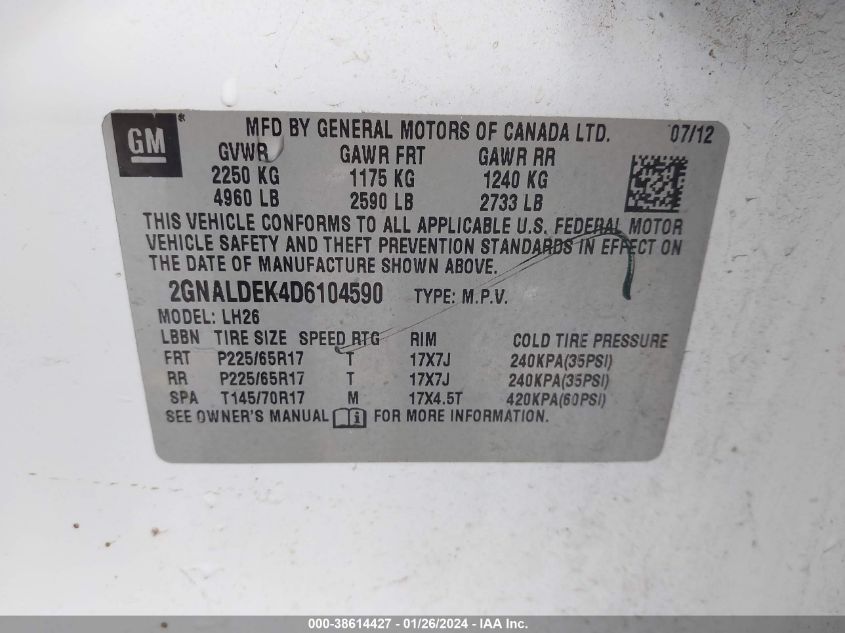 GM MFD BY GENERAL MOTORS OF CANADA LTD. 07/12
GVWR GAWR FRT GAWR RR
2250 KG 1175 KG 1240 KG
4960 LB 2590 LB 2733 LB
THIS VEHICLE CONFORMS TO ALL APPLICABLE U.S. FEDERAL MOTOR
VEHICLE SAFETY AND THEFT PREVENTION STANDARDS IN EFFECT ON
THE DATE OF MANUFACTURE SHOWN ABOVE.
2GNALDEK4D6104590 TYPE: M.P.V.
MODEL: LH26
LBBN TIRE SIZE SPEED RTG RIM COLD TIRE PRESSURE
FRT P225/65R17 T 17X7J 240KPA(35PSI)
RR P225/65R17 T 17X7J 240KPA(35PSI)
SPA T145/70R17 M 17X4.5T 420KPA(60PSI)
SEE OWNER'S MANUAL FOR MORE INFORMATION.
000-38614427 - 01/26/2024 - IAA Inc.